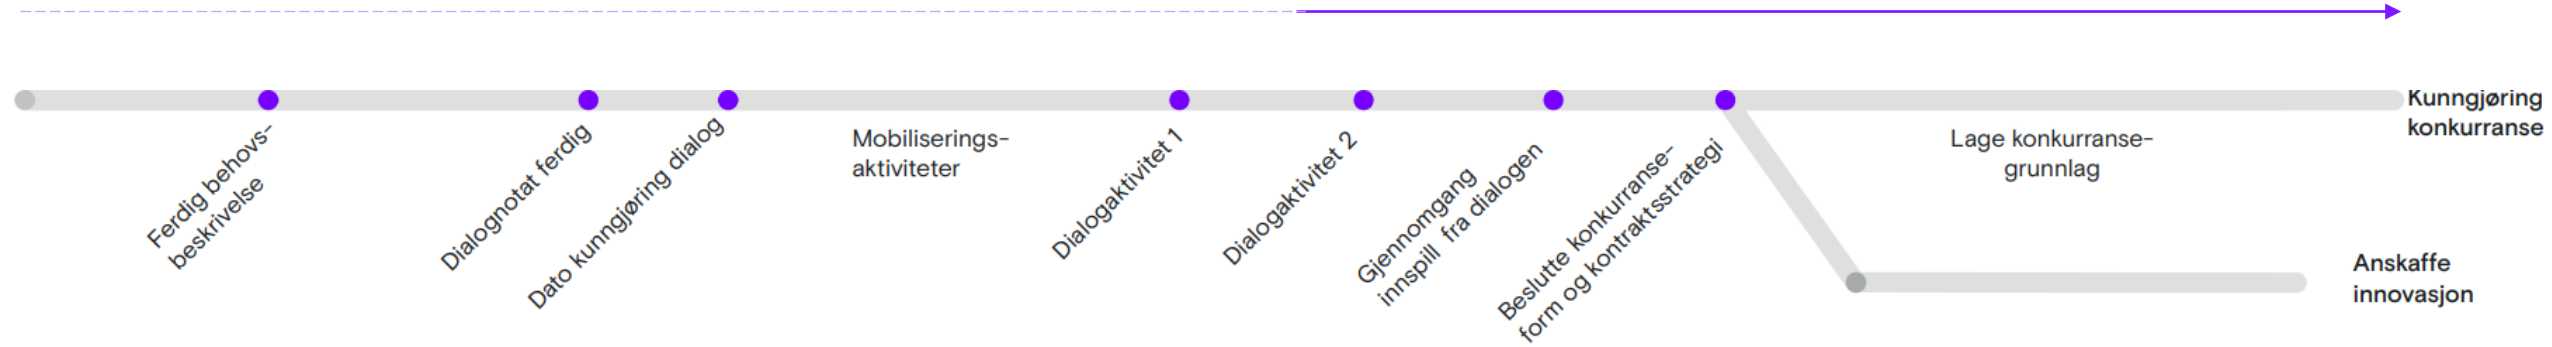 Ferdig behovs-
beskrivelse
Dialognotat ferdig
Dato kunngjøring dialog
Mobiliserings-
aktiviteter
Dialogaktivitet 1
Dialogaktivitet 2
Gjennomgang
innspill fra dialogen
Beslutte konkurranse-
form og kontraktsstrategi
Lage konkurranse-
grunnlag
Kunngjøring
konkurranse
Anskaffe
innovasjon